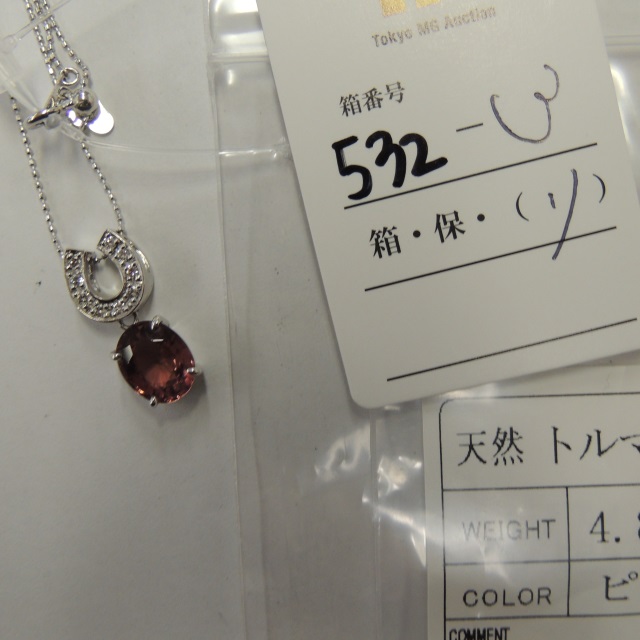 Tokyo MG Auction
箱番号
532-3
箱・保・(ソ)
天然 トルマ
WEIGHT 4.
COLOR ピ
COMMENT